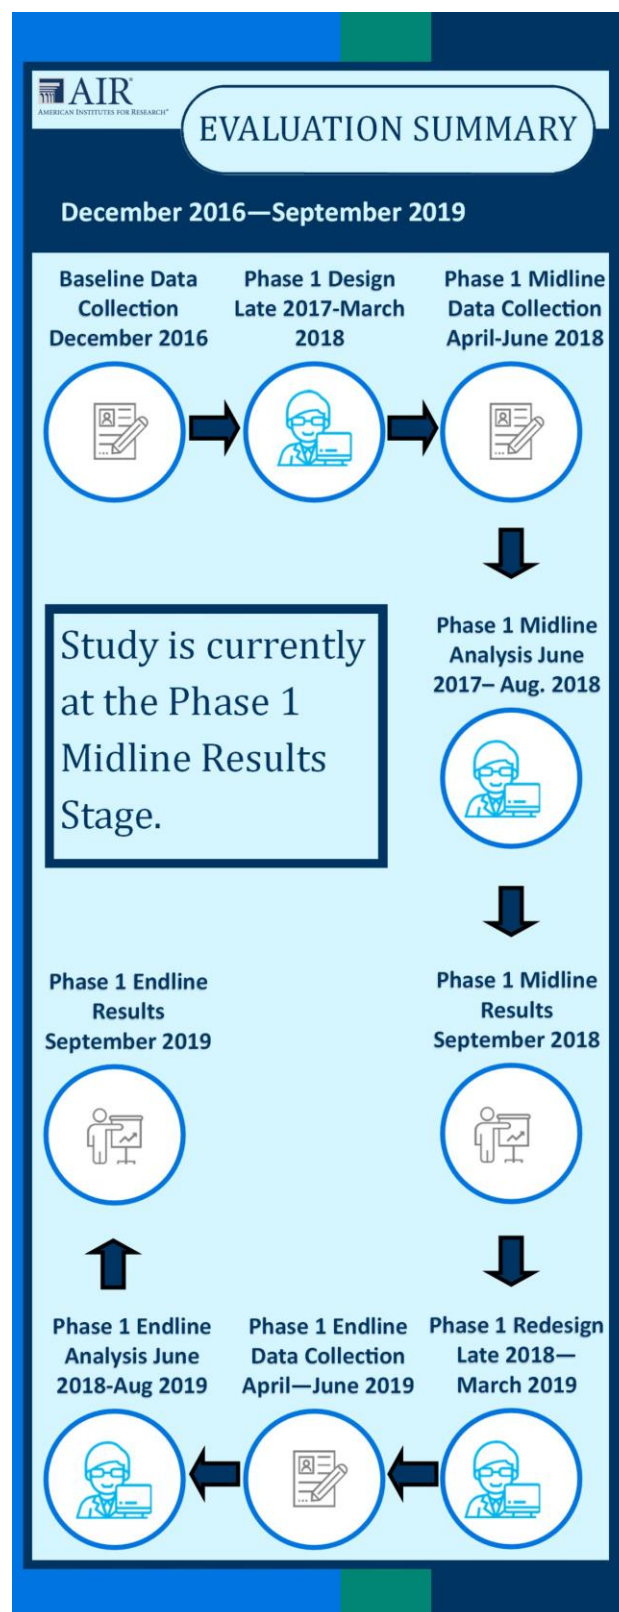 AIR
AMERICAN INSTITUTES FOR RESEARCH®
EVALUATION SUMMARY
December 2016—September 2019
Baseline Data
Collection
December 2016
Phase 1 Design
Late 2017-March
2018
Phase 1 Midline
Data Collection
April-June 2018
Study is currently
at the Phase 1
Midline Results
Stage.
Phase 1 Midline
Analysis June
2017– Aug. 2018
Phase 1 Midline
Results
September 2018
Phase 1 Redesign
Late 2018—
March 2019
Phase 1 Endline
Data Collection
April—June 2019
Phase 1 Endline
Analysis June
2018-Aug 2019
Phase 1 Endline
Results
September 2019